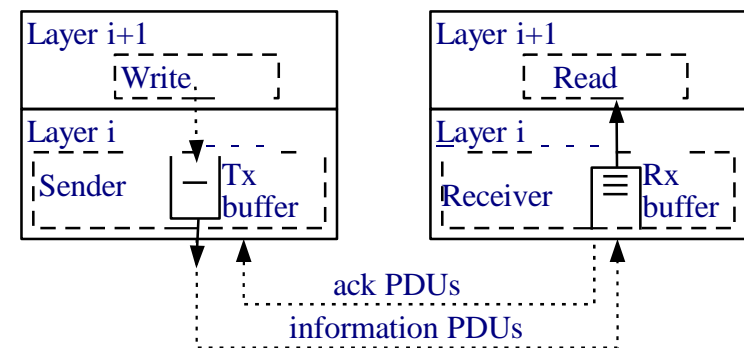 Layer i+1
Write
Layer i
Sender
Tx
buffer
Layer i+1
Read
Layer i
Receiver
Rx
buffer
ack PDUs
information PDUs